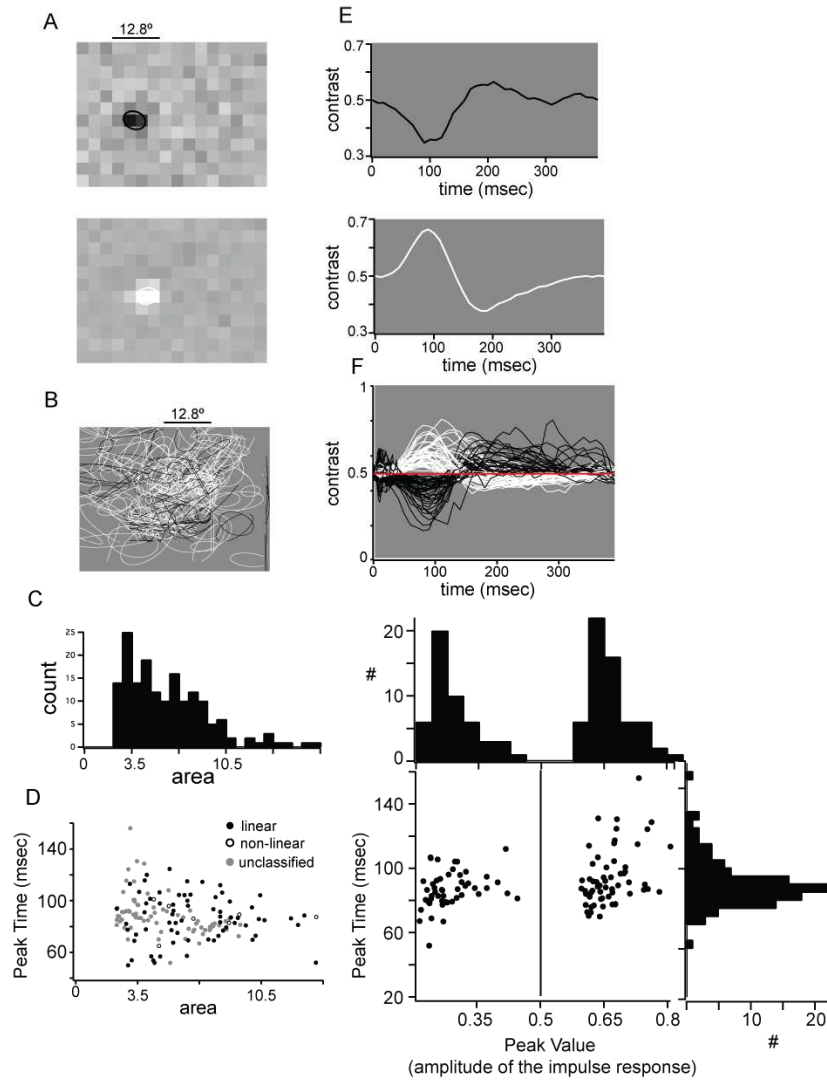 A
12.8º
B
12.8º
C
25
20
15
10
5
0
count
0
3.5
10.5
area
D
linear
non-linear
unclassified
140
100
60
Peak Time (msec)
0
3.5
10.5
area
E
0.7
0.5
0.3
contrast
0
100
200
300
time (msec)
0.7
0.5
0.3
contrast
0
100
200
300
time (msec)
F
1
0.5
0
contrast
0
100
200
300
time (msec)
20
10
0
#
140
100
60
20
Peak Time (msec)
0.35
0.5
0.65
0.8
Peak Value
(amplitude of the impulse response)
0
10
20
#